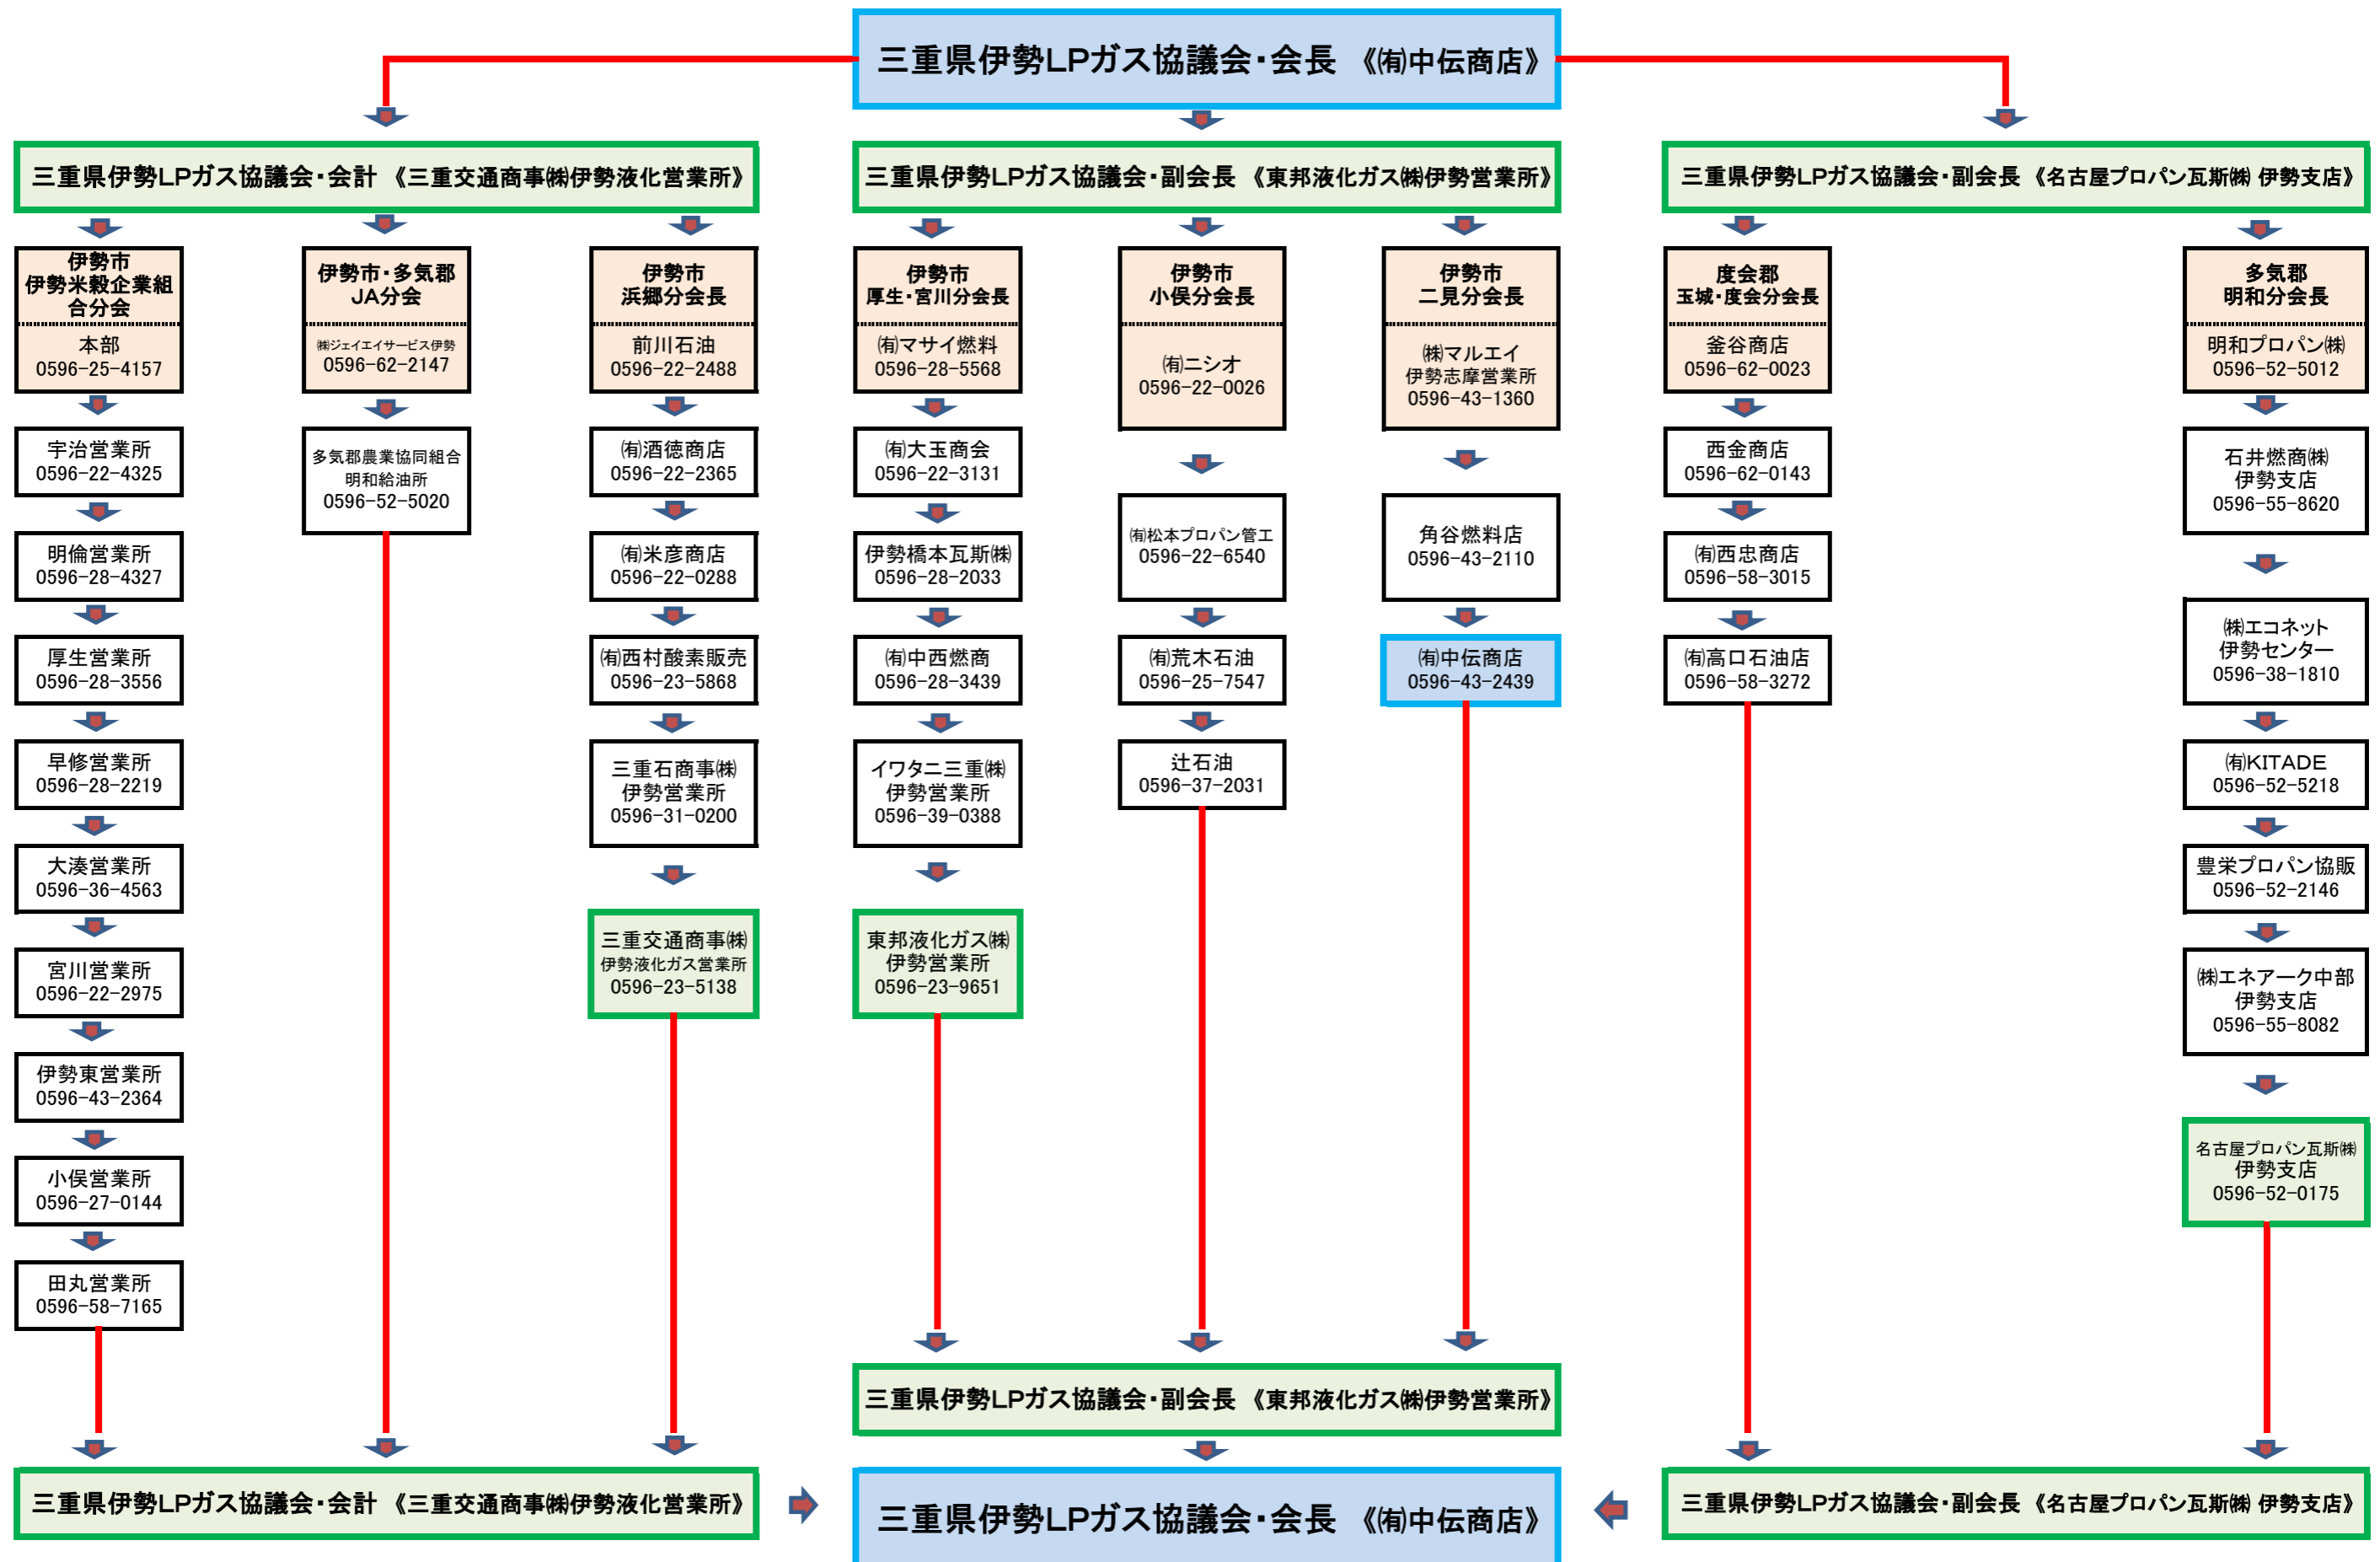 三重県伊勢LPガス協議会・会長 《㈲中伝商店》
三重県伊勢LPガス協議会・会計 《三重交通商事㈱伊勢液化営業所》
三重県伊勢LPガス協議会・副会長 《東邦液化ガス㈱伊勢営業所》
三重県伊勢LPガス協議会・副会長 《名古屋プロパン瓦斯㈱ 伊勢支店》
伊勢市
伊勢米穀企業組
合分会
本部
0596-25-4157
宇治営業所
0596-22-4325
明倫営業所
0596-28-4327
厚生営業所
0596-28-3556
早修営業所
0596-28-2219
大湊営業所
0596-36-4563
宮川営業所
0596-22-2975
伊勢東営業所
0596-43-2364
小俣営業所
0596-27-0144
田丸営業所
0596-58-7165
伊勢市・多気郡
JA分会
㈱ジェイエイサービス伊勢
0596-62-2147
多気郡農業協同組合
明和給油所
0596-52-5020
伊勢市
浜郷分会長
前川石油
0596-22-2488
㈲酒徳商店
0596-22-2365
㈲米彦商店
0596-22-0288
㈲西村酸素販売
0596-23-5868
三重石商事㈱
伊勢営業所
0596-31-0200
三重交通商事㈱
伊勢液化ガス営業所
0596-23-5138
伊勢市
厚生・宮川分会長
㈲マサイ燃料
0596-28-5568
㈲大玉商会
0596-22-3131
伊勢橋本瓦斯㈱
0596-28-2033
㈲中西燃商
0596-28-3439
イワタニ三重㈱
伊勢営業所
0596-39-0388
東邦液化ガス㈱
伊勢営業所
0596-23-9651
伊勢市
小俣分会長
㈲ニシオ
0596-22-0026
㈲松本プロパン管工
0596-22-6540
㈲荒木石油
0596-25-7547
辻石油
0596-37-2031
伊勢市
二見分会長
㈱マルエイ
伊勢志摩営業所
0596-43-1360
角谷燃料店
0596-43-2110
㈲中伝商店
0596-43-2439
度会郡
玉城・度会分会長
釜谷商店
0596-62-0023
西金商店
0596-62-0143
㈲西忠商店
0596-58-3015
㈲高口石油店
0596-58-3272
多気郡
明和分会長
明和プロパン㈱
0596-52-5012
石井燃商㈱
伊勢支店
0596-55-8620
㈱エコネット
伊勢センター
0596-38-1810
㈲KITADE
0596-52-5218
豊栄プロパン協販
0596-52-2146
㈱エネアーク中部
伊勢支店
0596-55-8082
名古屋プロパン瓦斯㈱
伊勢支店
0596-52-0175
三重県伊勢LPガス協議会・副会長 《東邦液化ガス㈱伊勢営業所》
三重県伊勢LPガス協議会・会計 《三重交通商事㈱伊勢液化営業所》
三重県伊勢LPガス協議会・会長 《㈲中伝商店》
三重県伊勢LPガス協議会・副会長 《名古屋プロパン瓦斯㈱ 伊勢支店》